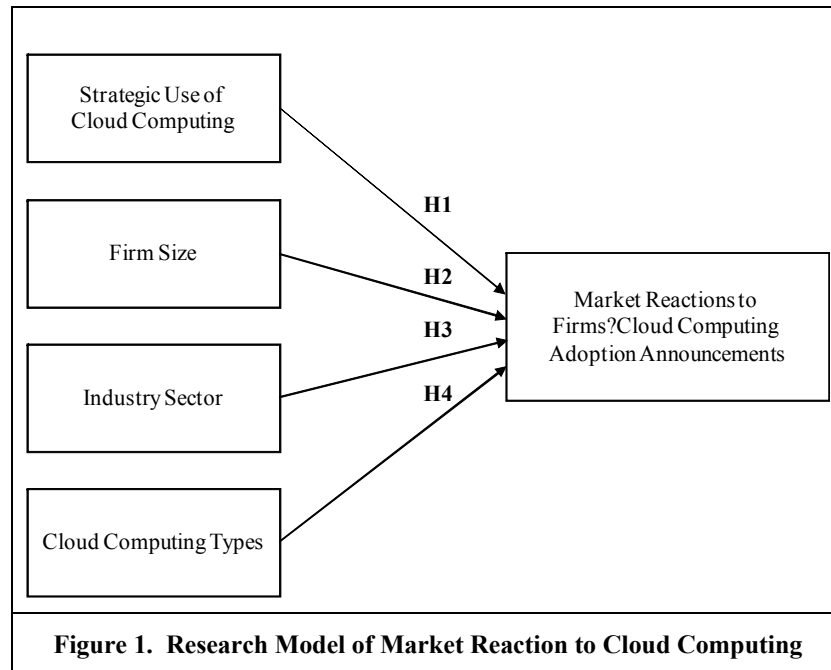 Strategic Use of
Cloud Computing
H1
Firm Size
H2
Market Reactions to
Firms?Cloud Computing
Adoption Announcements
H3
Industry Sector
H4
Cloud Computing Types
Figure 1. Research Model of Market Reaction to Cloud Computing